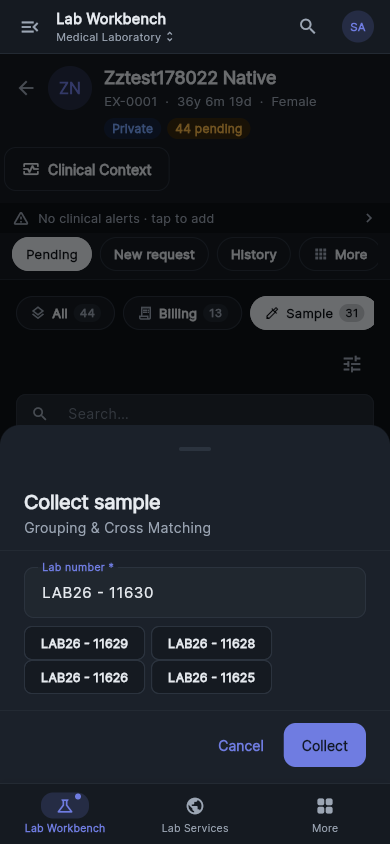 Lab Workbench
Medical Laboratory
SA
Zztest178022 Native
ZN
EX-0001 · 36y 6m 19d · Female
Private
44 pending
Clinical Context
No clinical alerts · tap to add
Pending
New request
History
More
All 44
Billing 13
Sample 31
Search...
Collect sample
Grouping & Cross Matching
Lab number *
LAB26 - 11630
LAB26 - 11629
LAB26 - 11628
LAB26 - 11626
LAB26 - 11625
Cancel
Collect
Lab Workbench
Lab Services
More